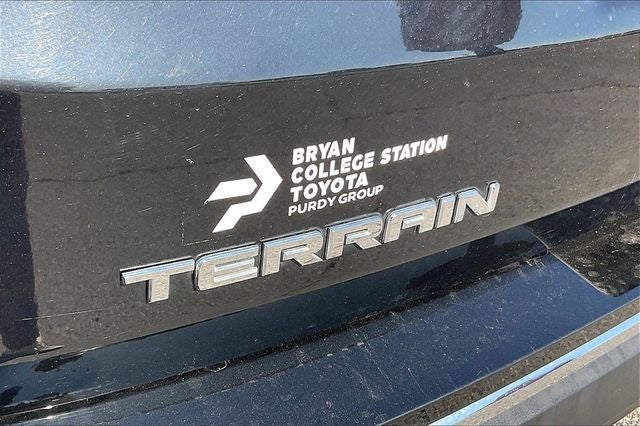 BRYAN
COLLEGE STATION
TOYOTA
PURDY GROUP
TERRAIN